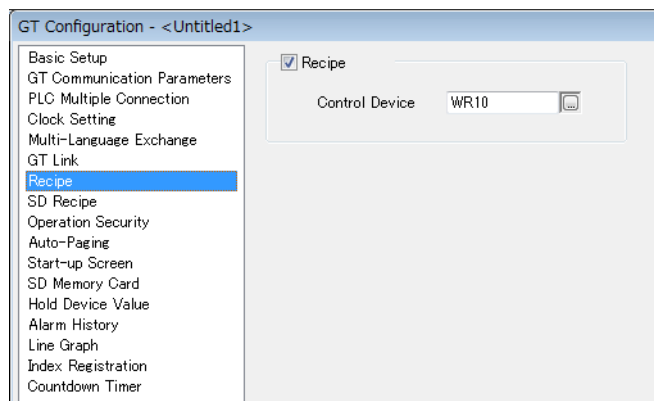 GT Configuration - <Untitled1>
Basic Setup
GT Communication Parameters
PLC Multiple Connection
Clock Setting
Multi-Language Exchange
GT Link
Recipe
SD Recipe
Operation Security
Auto-Paging
Start-up Screen
SD Memory Card
Hold Device Value
Alarm History
Line Graph
Index Registration
Countdown Timer
Recipe
Control Device WR10 ...